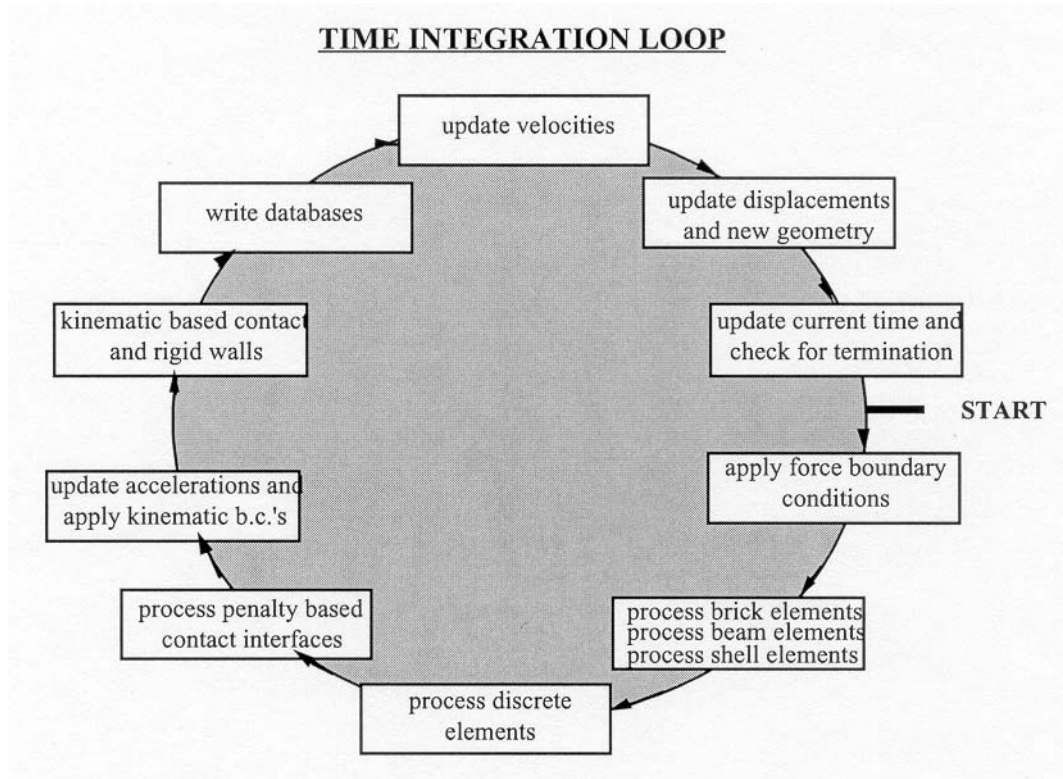 TIME INTEGRATION LOOP
update velocities
update displacements
and new geometry
update current time and
check for termination
START
apply force boundary
conditions
process brick elements
process beam elements
process shell elements
process discrete
elements
process penalty based
contact interfaces
update accelerations and
apply kinematic b.c.'s
kinematic based contact
and rigid walls
write databases